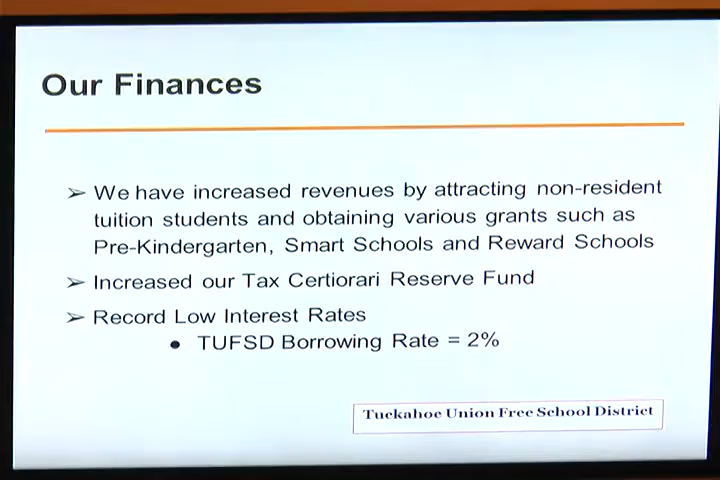 Our Finances
➢ We have increased revenues by attracting non-resident
tuition students and obtaining various grants such as
Pre-Kindergarten, Smart Schools and Reward Schools
➢ Increased our Tax Certiorari Reserve Fund
➢ Record Low Interest Rates
● TUFSD Borrowing Rate = 2%
Tuckahoe Union Free School District